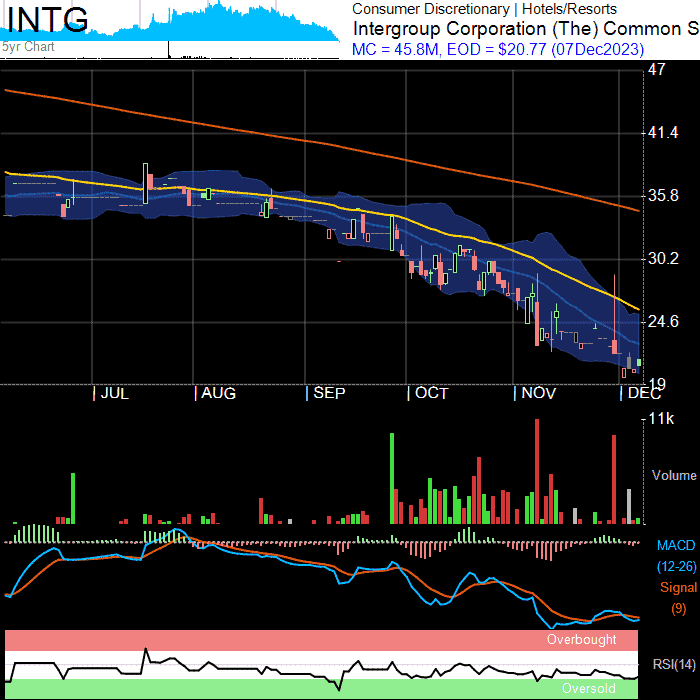 INTG
5yr Chart
Consumer Discretionary | Hotels/Resorts
Intergroup Corporation (The) Common S
MC = 45.8M, EOD = $20.77 (07Dec2023)
47
41.4
35.8
30.2
24.6
19
JUL
AUG
SEP
OCT
NOV
DEC
11k
Volume
MACD
(12-26)
Signal
(9)
Overbought
RSI(14)
Oversold